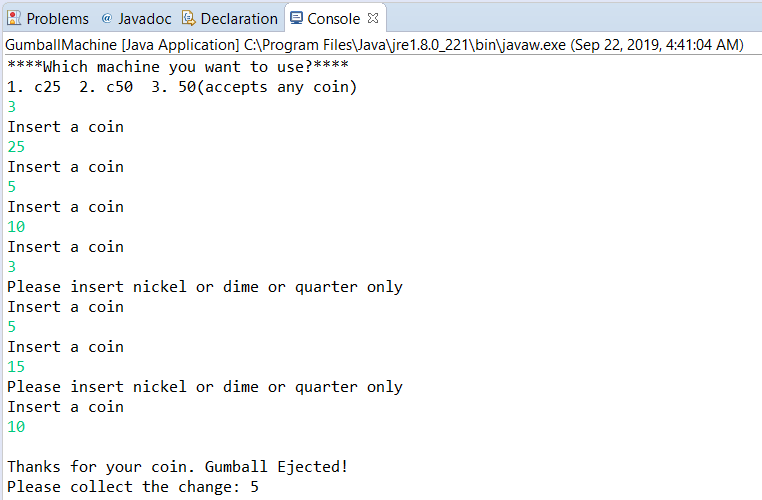 Problems @ Javadoc Declaration Console
GumballMachine [Java Application] C:\Program Files\Java\jre1.8.0_221\bin\javaw.exe (Sep 22, 2019, 4:41:04 AM)
****Which machine you want to use?****
1. c25  2. c50  3. 50(accepts any coin)
3
Insert a coin
25
Insert a coin
5
Insert a coin
10
Insert a coin
3
Please insert nickel or dime or quarter only
Insert a coin
5
Insert a coin
15
Please insert nickel or dime or quarter only
Insert a coin
10
Thanks for your coin. Gumball Ejected!
Please collect the change: 5